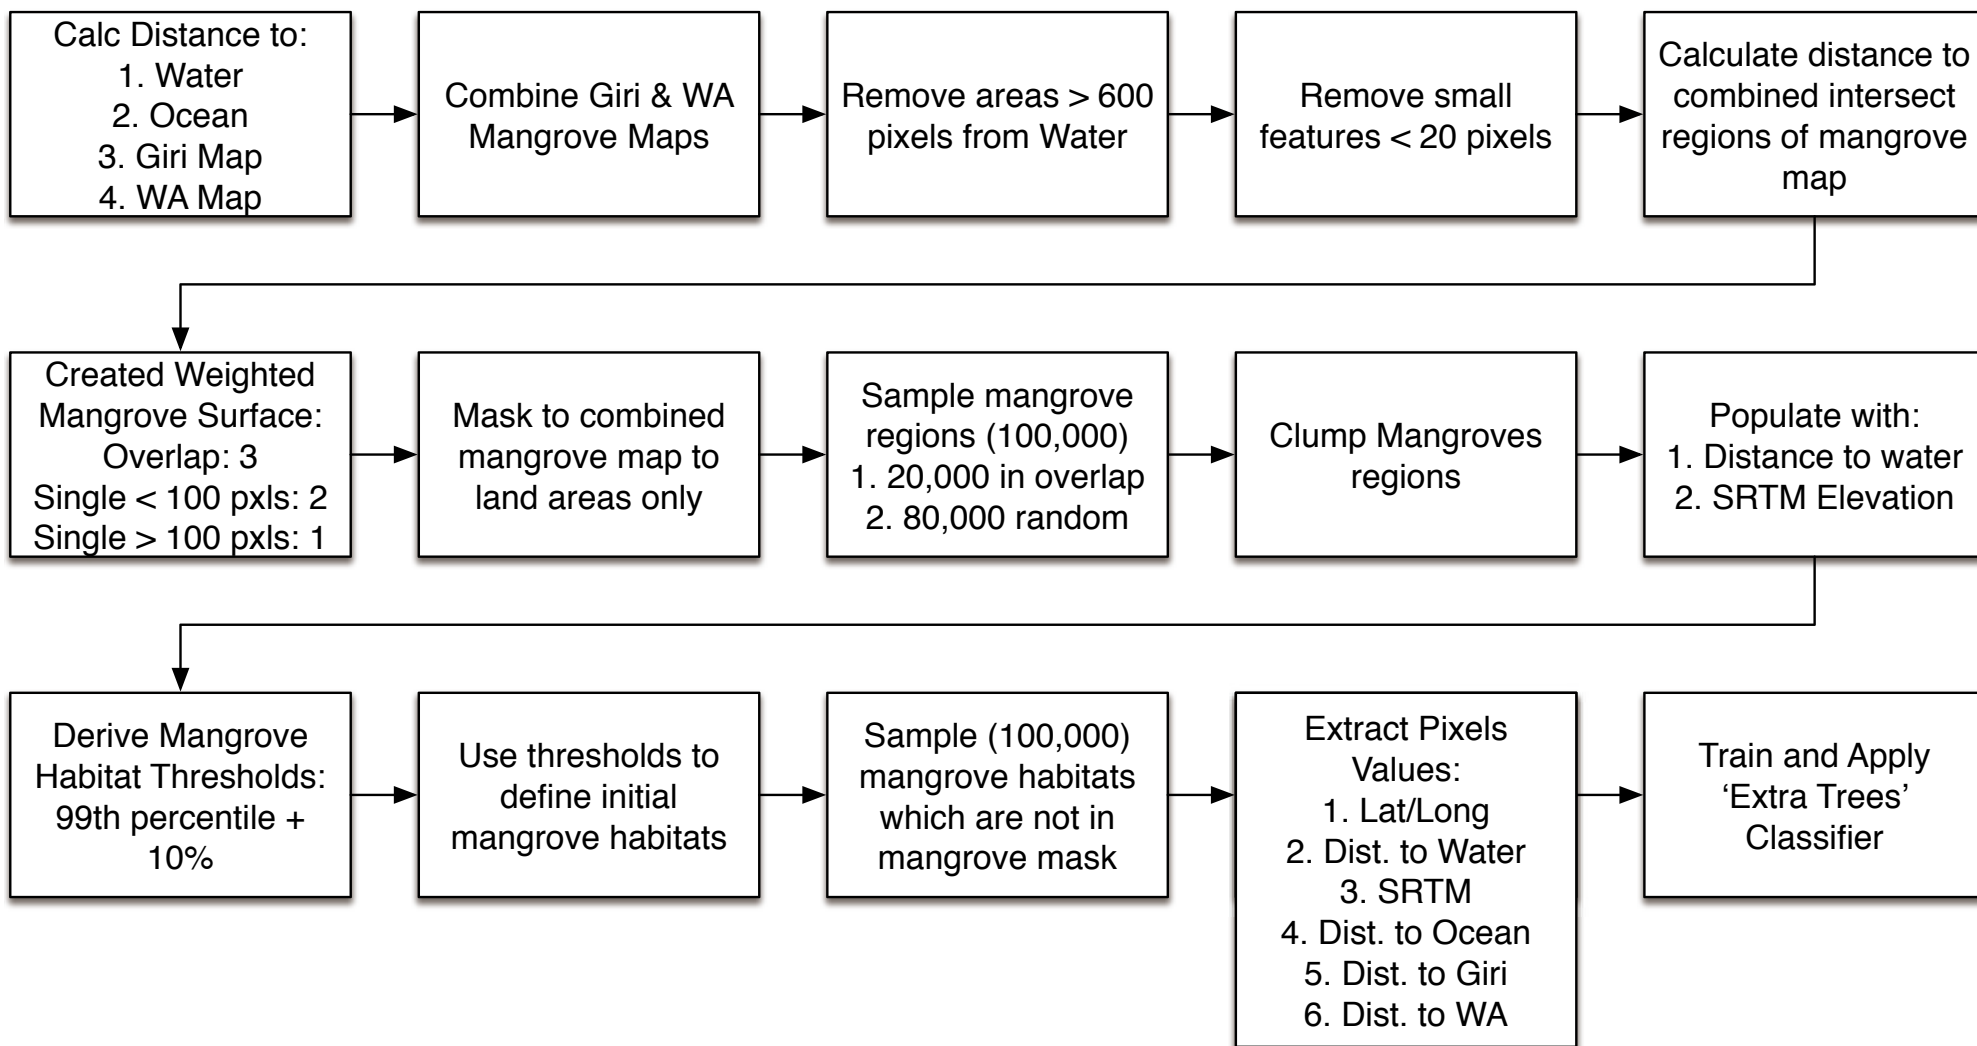 Calc Distance to:
1. Water
2. Ocean
3. Giri Map
4. WA Map
Combine Giri & WA
Mangrove Maps
Remove areas > 600
pixels from Water
Remove small
features < 20 pixels
Calculate distance to
combined intersect
regions of mangrove
map
Created Weighted
Mangrove Surface:
Overlap: 3
Single < 100 pxls: 2
Single > 100 pxls: 1
Mask to combined
mangrove map to
land areas only
Sample mangrove
regions (100,000)
1. 20,000 in overlap
2. 80,000 random
Clump Mangroves
regions
Populate with:
1. Distance to water
2. SRTM Elevation
Derive Mangrove
Habitat Thresholds:
99th percentile +
10%
Use thresholds to
define initial
mangrove habitats
Sample (100,000)
mangrove habitats
which are not in
mangrove mask
Extract Pixels
Values:
1. Lat/Long
2. Dist. to Water
3. SRTM
4. Dist. to Ocean
5. Dist. to Giri
6. Dist. to WA
Train and Apply
‘Extra Trees’
Classifier